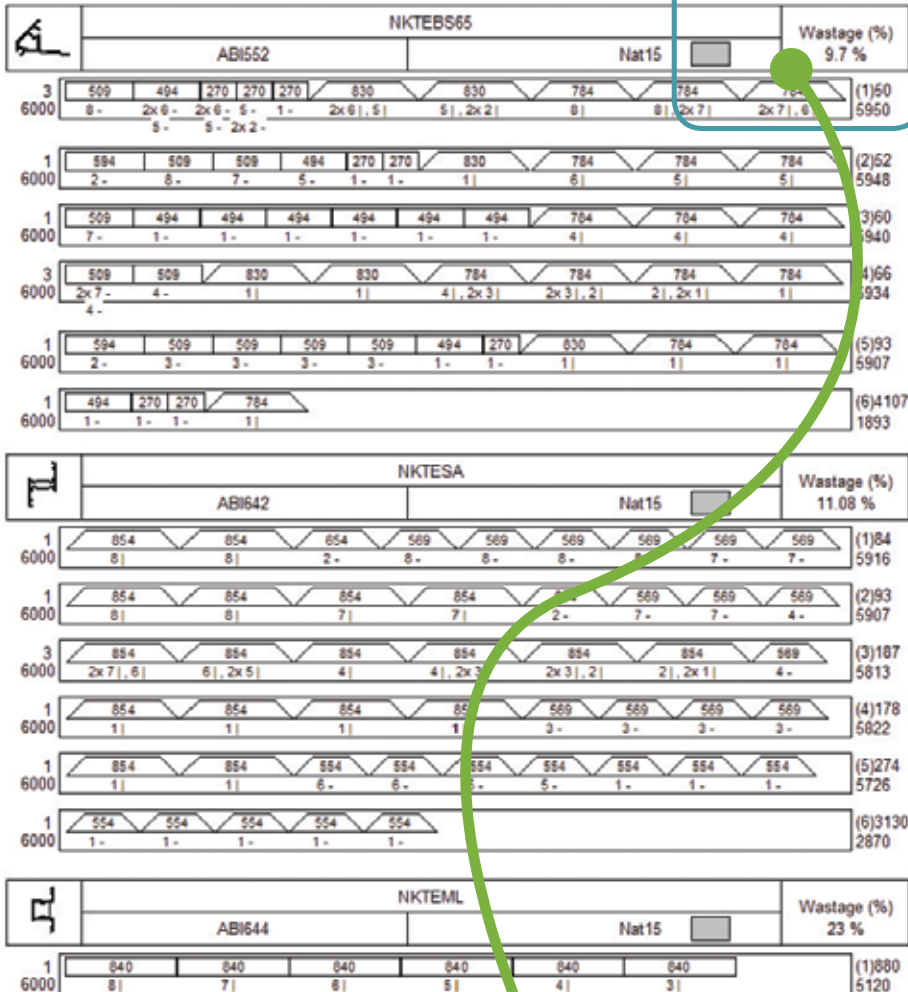 NKTEBS65
Wastage (%)
ABI552 Nat15 9.7 %
3 509 494 270 270 270 830 830 784 784 (1)50
6000 8 - 2x 6 - 2x 6 - 5 - 1 - 2x 6| , 5| 5| , 2x 2| 8| 8| , 2x 7| 2x 7| , 6 5950
5 - 5 - 2x 2 -
1 594 509 509 494 270 270 830 784 784 784 (2)52
6000 2 - 8 - 7 - 5 - 1 - 1 - 1| 6| 5| 5| 5948
1 509 494 494 494 494 494 494 784 784 784 3)60
6000 7 - 1 - 1 - 1 - 1 - 1 - 1 - 4| 4| 4| 5940
3 509 509 830 830 784 784 784 784 4)66
6000 2x 7 - 4 - 1| 1| 4| , 2x 3| 2x 3| , 2| 2| , 2x 1| 1| 5934
4 -
1 594 509 509 509 509 494 270 830 784 784 (5)93
6000 2 - 3 - 3 - 3 - 3 - 1 - 1 - 1| 1| 1| 5907
1 494 270 270 784 (6)4107
6000 1 - 1 - 1 - 1| 1893
NKTESA
Wastage (%)
ABI642 Nat15 11.08 %
1 854 854 654 569 569 569 569 569 569 (1)84
6000 8| 8| 2 - 8 - 8 - 8 - 7 - 7 - 5916
1 854 854 854 854 569 569 569 (2)93
6000 8| 8| 7| 7| 2 - 7 - 7 - 4 - 5907
3 854 854 854 854 854 854 569 (3)187
6000 2x 7| , 6| 6| , 2x 5| 4| 4| , 2x 3 2x 3| , 2| 2| , 2x 1| 4 - 5813
1 854 854 854 569 569 569 569 (4)178
6000 1| 1| 1| 1 3 - 3 - 3 - 3 - 5822
1 854 854 554 554 554 554 554 554 554 (5)274
6000 1| 1| 6 - 6 - 5 - 1 - 1 - 1 - 5726
1 554 554 554 554 554 (6)3130
6000 1 - 1 - 1 - 1 - 1 - 2870
NKTEML
Wastage (%)
ABI644 Nat15 23 %
1 840 840 840 840 840 840 (1)880
6000 8| 7| 6| 5| 4| 3| 5120